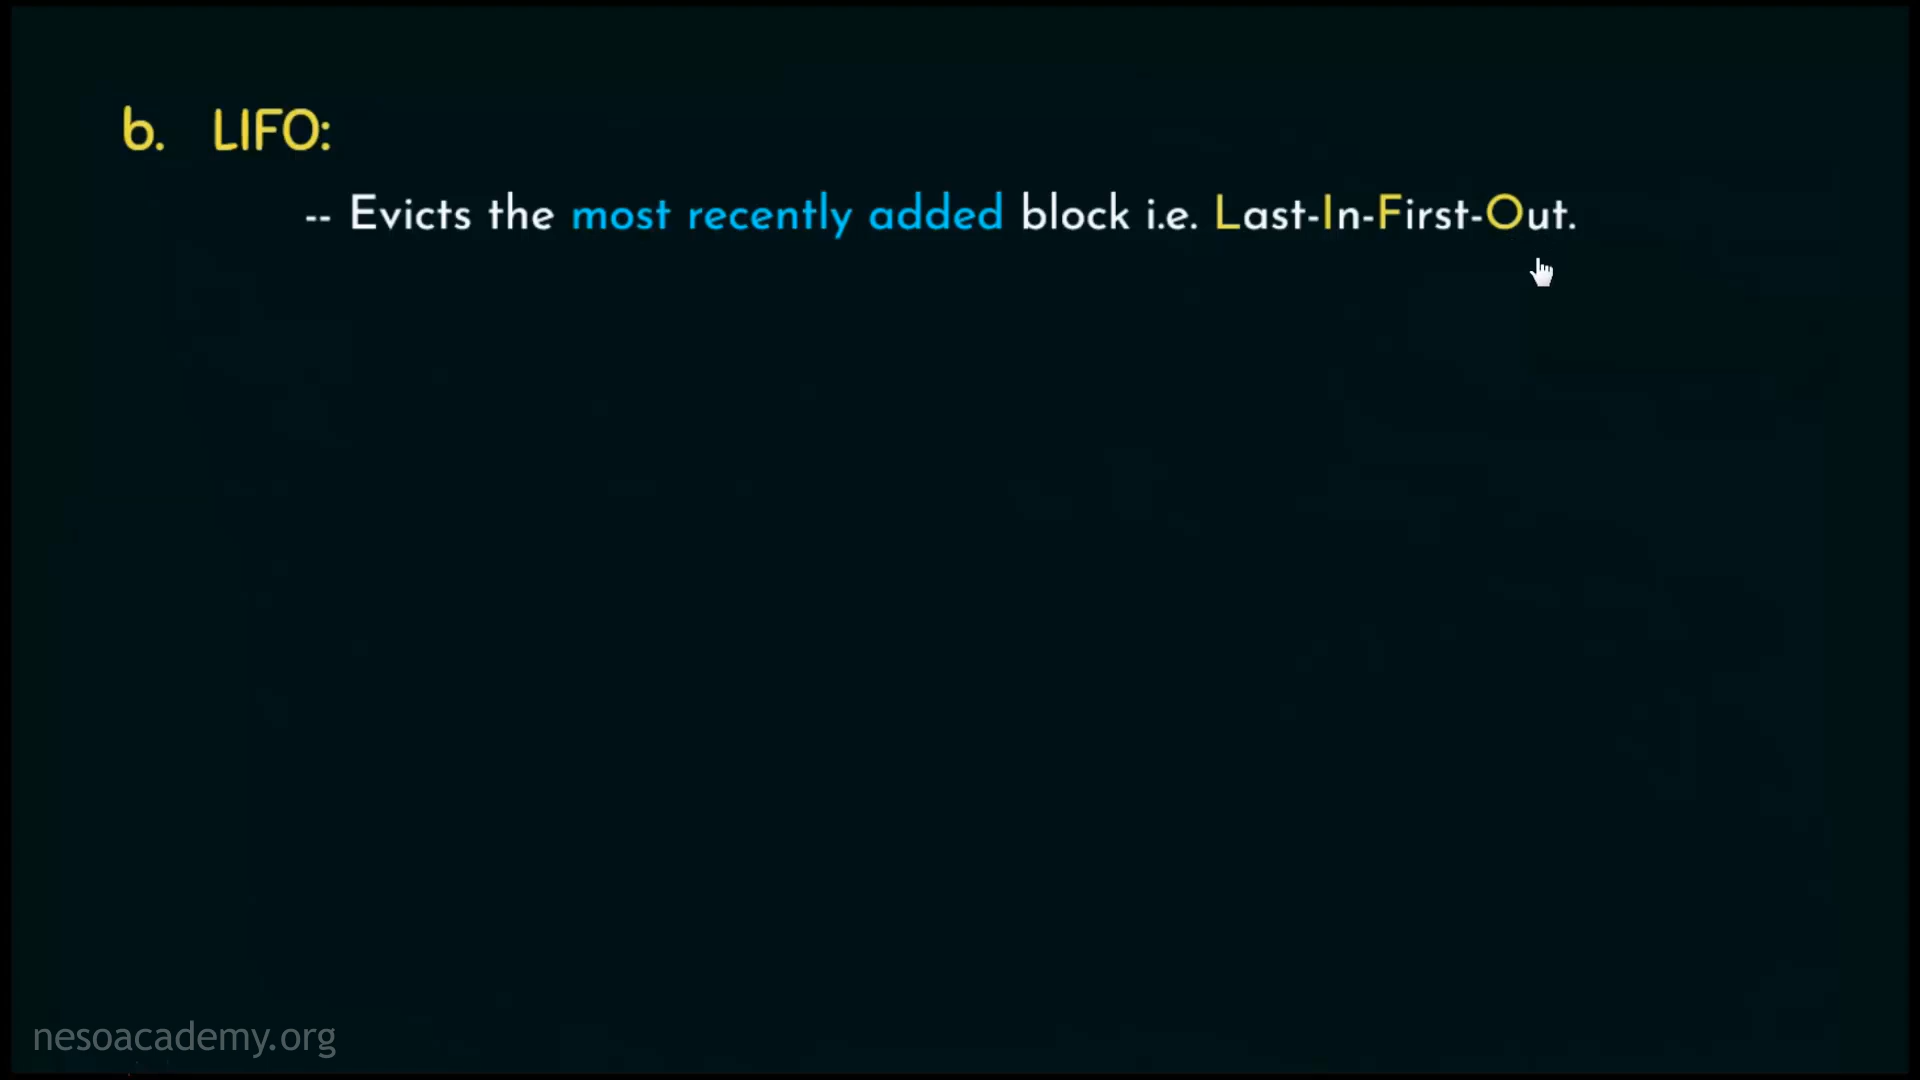 b. LIFO:
-- Evicts the most recently added block i.e. Last-In-First-Out.
nesoacademy.org